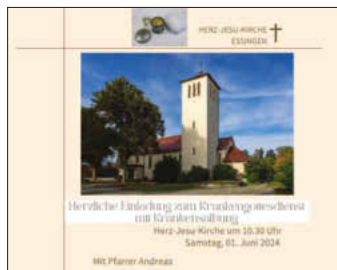 HERZ-JESU-KIRCHE
ESSINGEN
Herzliche Einladung zum Krankengottesdienst
mit Krankensalbung
Herz-Jesu-Kirche um 10.30 Uhr
Samstag, 01. Juni 2024
Mit Pfarrer Andreas